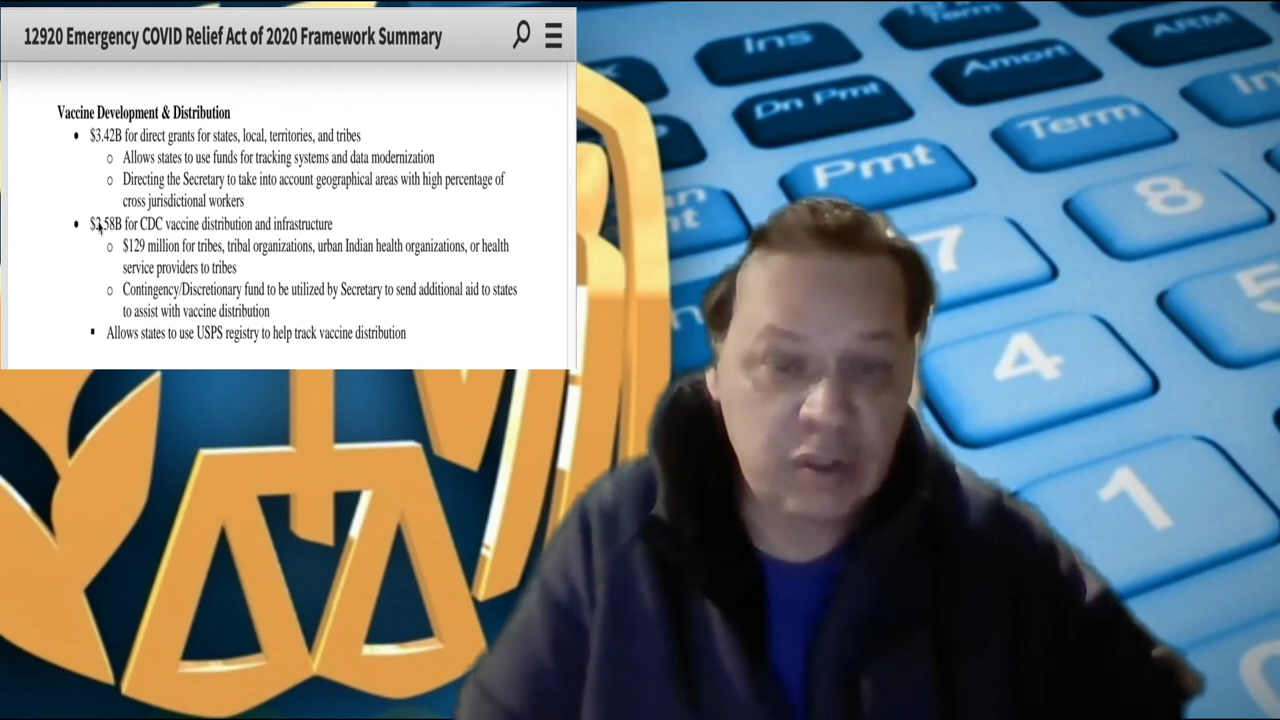 12920 Emergency COVID Relief Act of 2020 Framework Summary
Vaccine Development & Distribution
• $3.42B for direct grants for states, local, territories, and tribes
o Allows states to use funds for tracking systems and data modernization
o Directing the Secretary to take into account geographical areas with high percentage of
cross jurisdictional workers
• $2.58B for CDC vaccine distribution and infrastructure
o $129 million for tribes, tribal organizations, urban Indian health organizations, or health
service providers to tribes
o Contingency/Discretionary fund to be utilized by Secretary to send additional aid to states
to assist with vaccine distribution
▪ Allows states to use USPS registry to help track vaccine distribution
Ins
Term
ARM
Dn Pmt
Amort
Pmt
Term
7
8
4
5
1